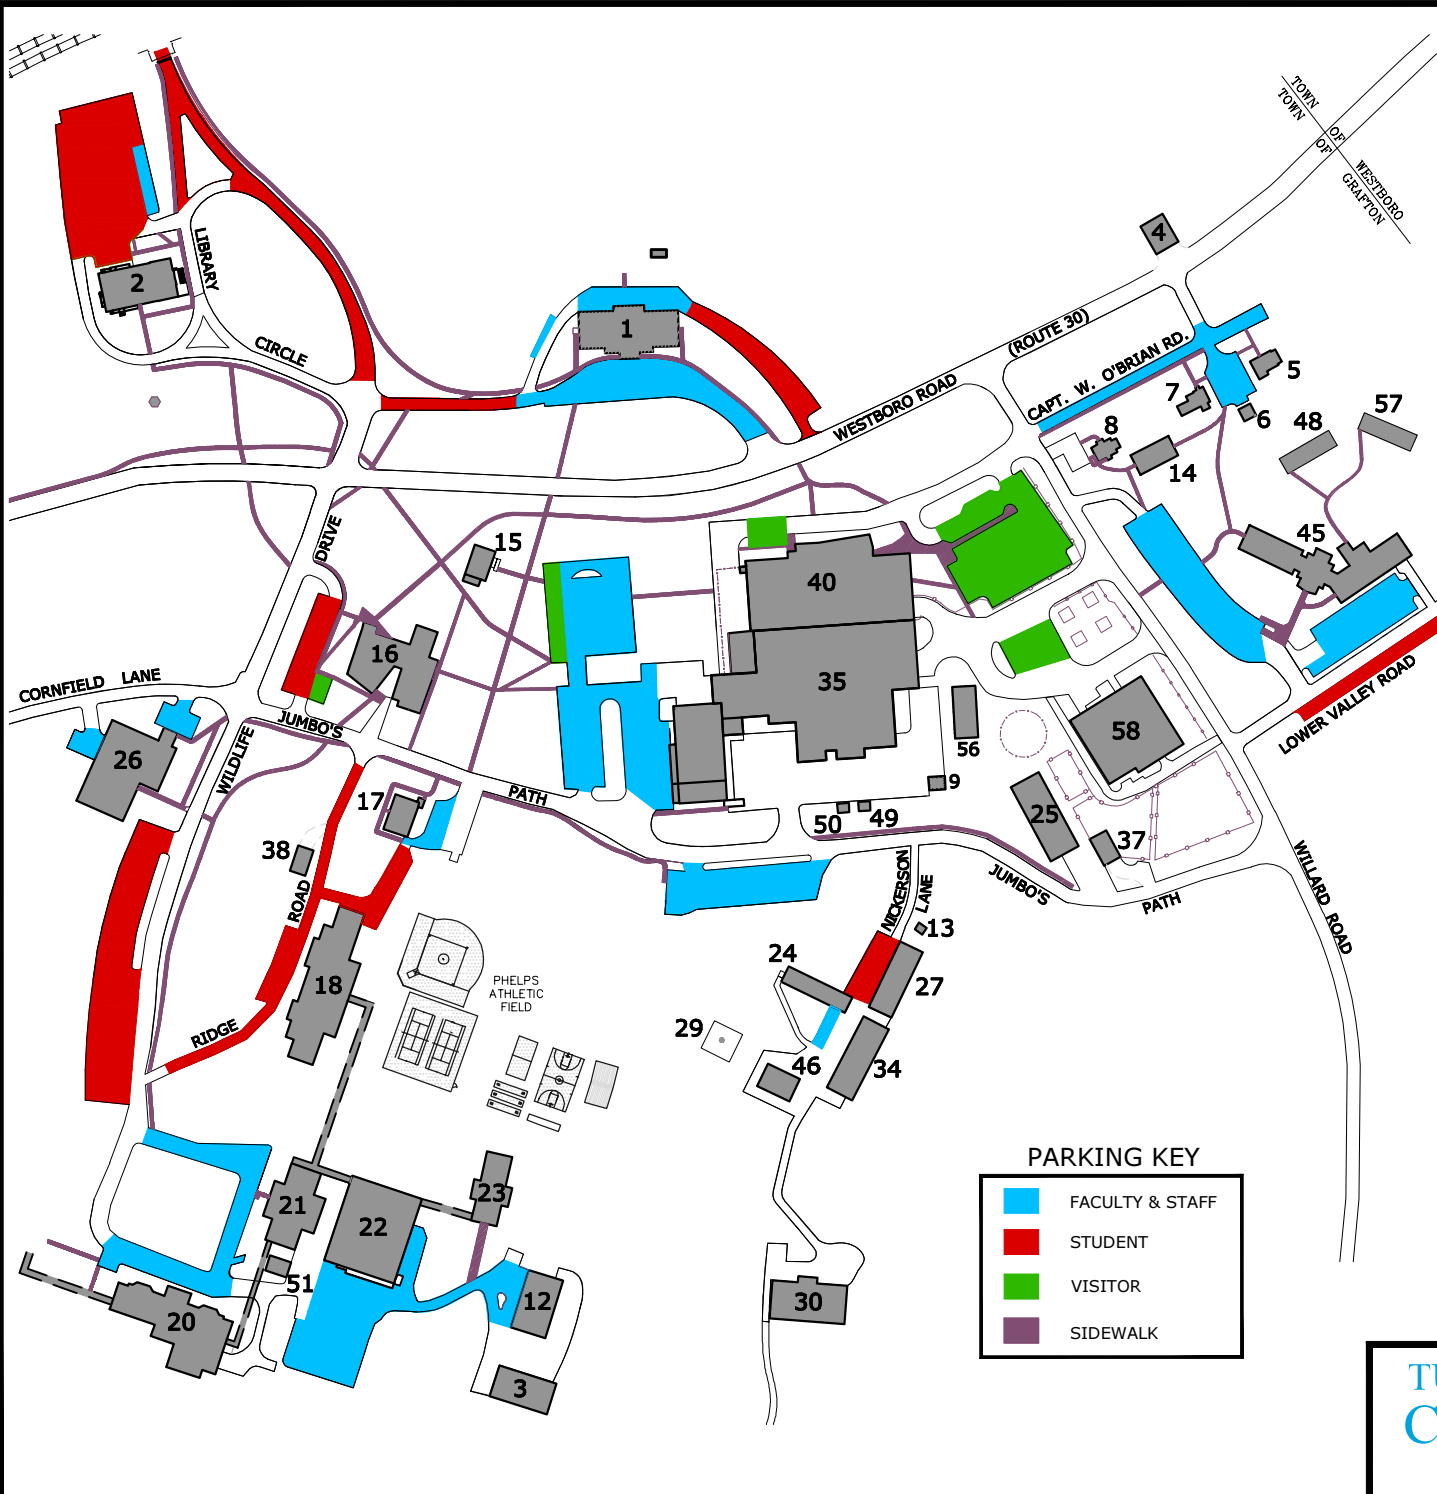 TOWN OF WESTBORO
TOWN OF GRAFTON
4
LIBRARY
2
CIRCLE
1
(ROUTE 30)
CAPT. W. O'BRIAN RD.
WESTBORO ROAD
5
7
6
8
14
48
57
DRIVE
15
45
40
16
35
CORNFIELD LANE
JUMBO'S
LOWER VALLEY ROAD
26
WILDLIFE
58
56
9
17
PATH
50
49
25
37
38
ROAD
NICKERSON
LANE
JUMBO'S
PATH
WILLARD ROAD
13
24
27
18
PHELPS
ATHLETIC
FIELD
RIDGE
29
46
34
PARKING KEY
FACULTY & STAFF
STUDENT
VISITOR
SIDEWALK
21
22
23
51
20
12
30
3
TU
C